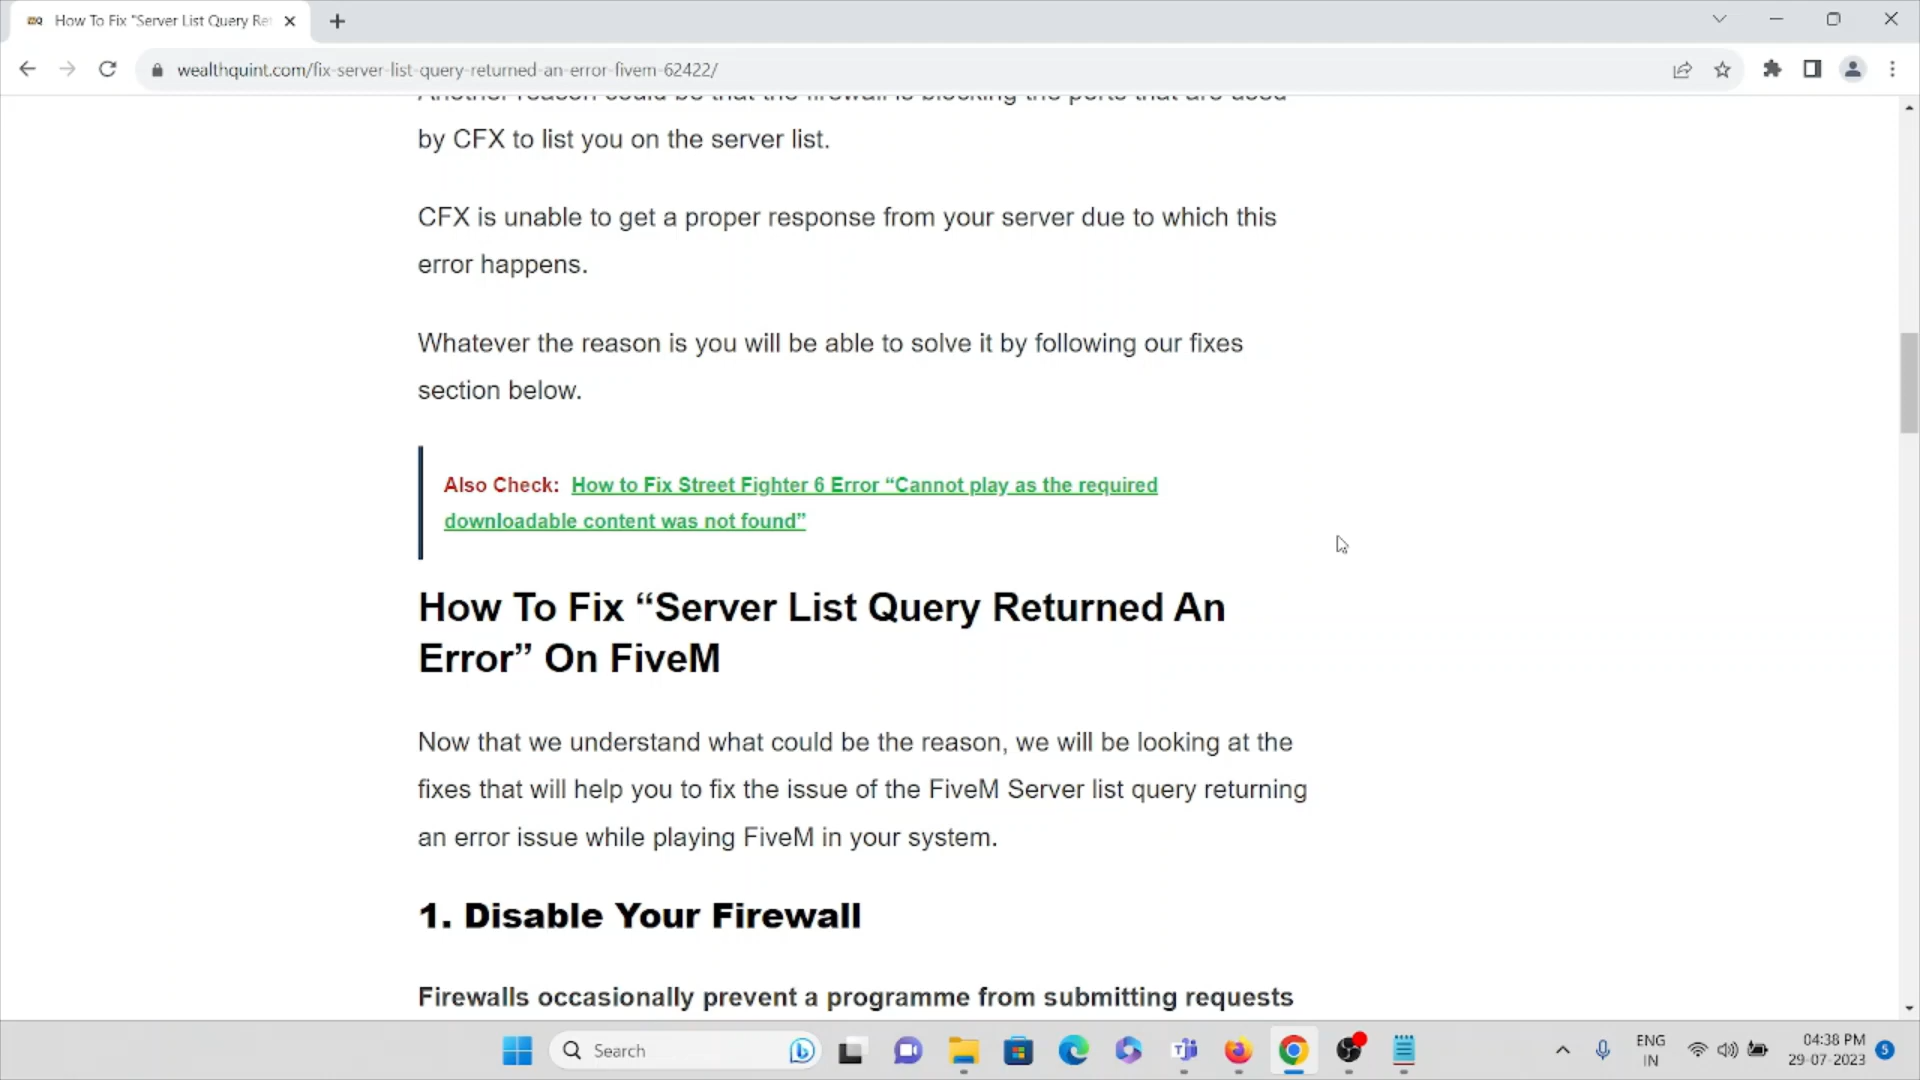 How To Fix "Server List Query Re
wealthquint.com/fix-server-list-query-returned-an-error-fivem-62422/
Another reason could be that the firewall is blocking the ports that are used
by CFX to list you on the server list.
CFX is unable to get a proper response from your server due to which this
error happens.
Whatever the reason is you will be able to solve it by following our fixes
section below.
Also Check: How to Fix Street Fighter 6 Error “Cannot play as the required
downloadable content was not found”
How To Fix “Server List Query Returned An
Error” On FiveM
Now that we understand what could be the reason, we will be looking at the
fixes that will help you to fix the issue of the FiveM Server list query returning
an error issue while playing FiveM in your system.
1. Disable Your Firewall
Firewalls occasionally prevent a programme from submitting requests
Search
ENG
IN
04:38 PM
29-07-2023
5